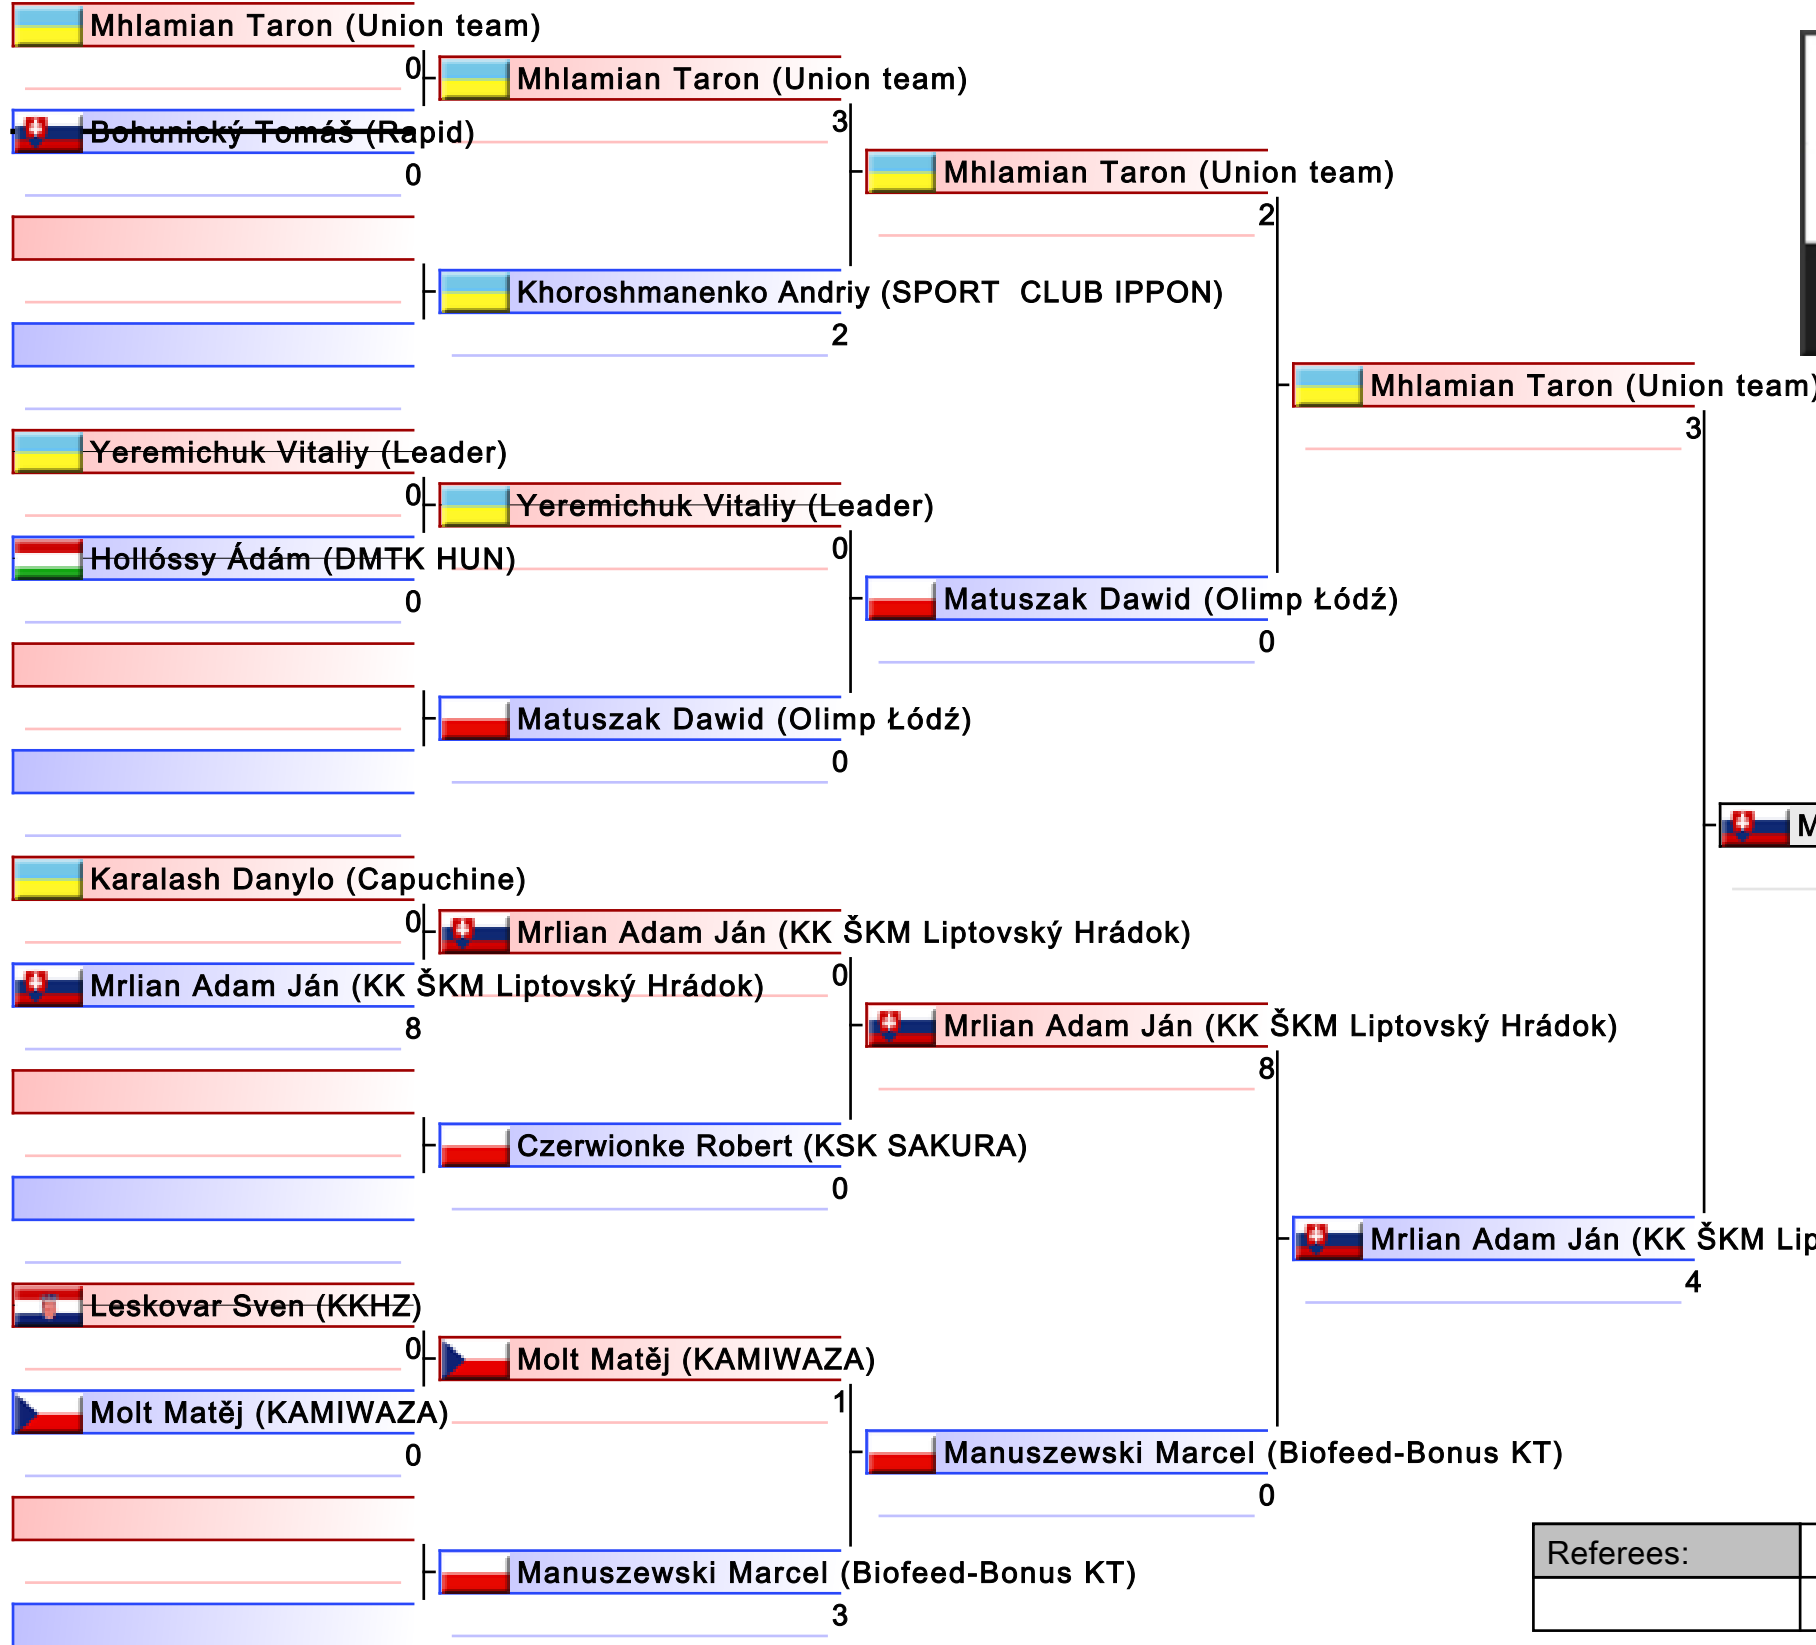 Mhlamian Taron (Union team)
0
Mhlamian Taron (Union team)
3
Bohunický Tomáš (Rapid)
0
Mhlamian Taron (Union team)
2
Khoroshmanenko Andriy (SPORT  CLUB IPPON)
2
Mhlamian Taron (Union team)
3
Yeremichuk Vitaliy (Leader)
0
Yeremichuk Vitaliy (Leader)
0
Hollóssy Ádám (DMTK HUN)
0
Matuszak Dawid (Olimp Łódź)
0
Matuszak Dawid (Olimp Łódź)
0
M
Karalash Danylo (Capuchine)
0
Mrlian Adam Ján (KK ŠKM Liptovský Hrádok)
0
Mrlian Adam Ján (KK ŠKM Liptovský Hrádok)
8
Mrlian Adam Ján (KK ŠKM Liptovský Hrádok)
8
Czerwionke Robert (KSK SAKURA)
0
Mrlian Adam Ján (KK ŠKM Lip
4
Leskovar Sven (KKHZ)
0
Molt Matěj (KAMIWAZA)
1
Molt Matěj (KAMIWAZA)
0
Manuszewski Marcel (Biofeed-Bonus KT)
0
Manuszewski Marcel (Biofeed-Bonus KT)
3
Referees: